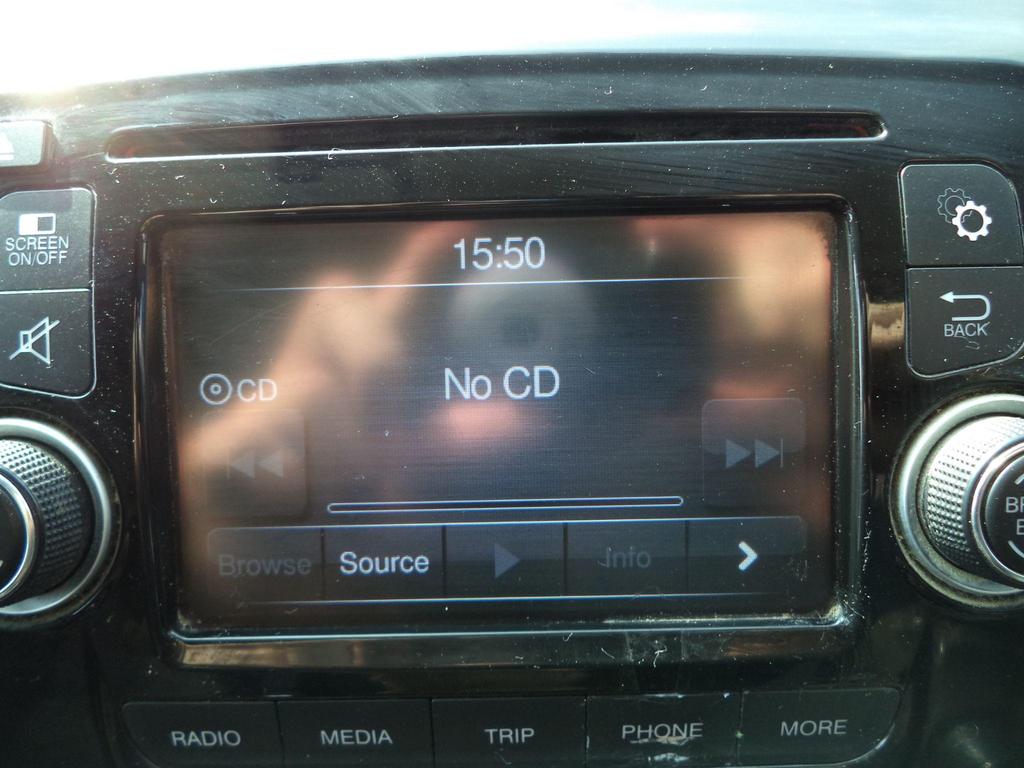 15:50
SCREEN
ON/OFF
BACK
CD
No CD
Browse Source Info
RADIO MEDIA TRIP PHONE MORE